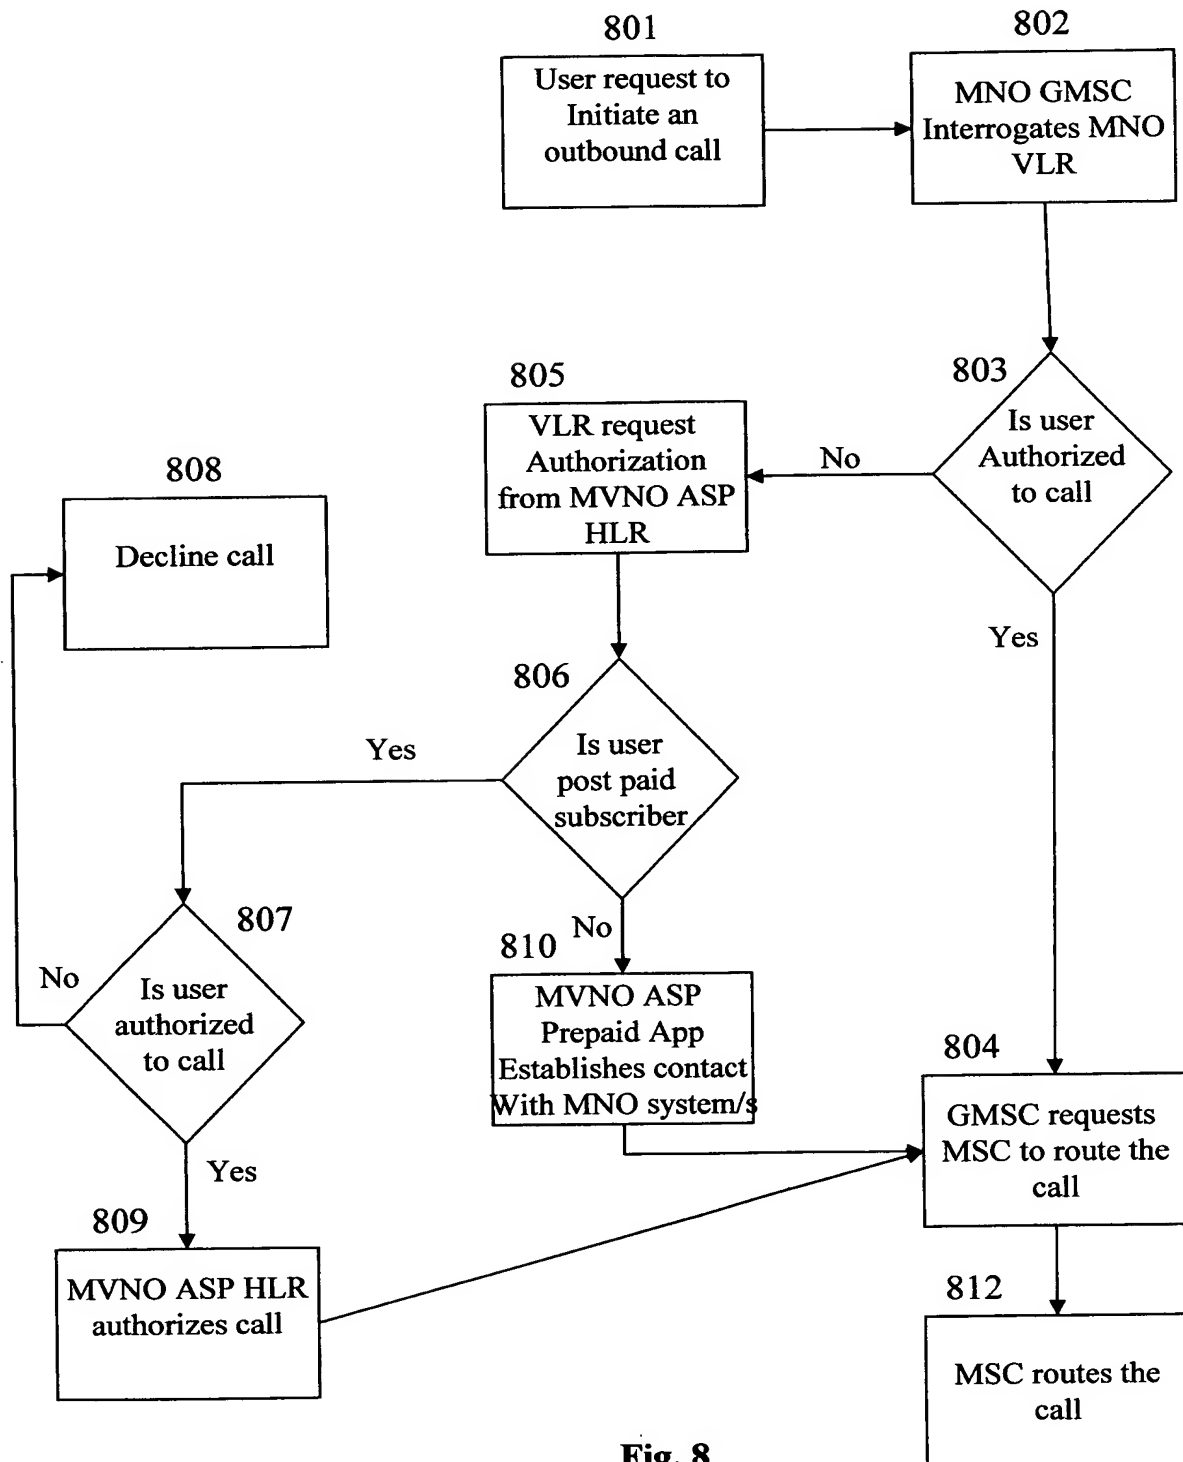 801
User request to
Initiate an
outbound call
802
MNO GMSC
Interrogates MNO
VLR
803
Is user
Authorized
to call
No
Yes
805
VLR request
Authorization
from MVNO ASP
HLR
808
Decline call
806
Is user
post paid
subscriber
Yes
No
807
Is user
authorized
to call
No
Yes
810
MVNO ASP
Prepaid App
Establishes contact
With MNO system/s
804
GMSC requests
MSC to route the
call
809
MVNO ASP HLR
authorizes call
812
MSC routes the
call
Fig. 8